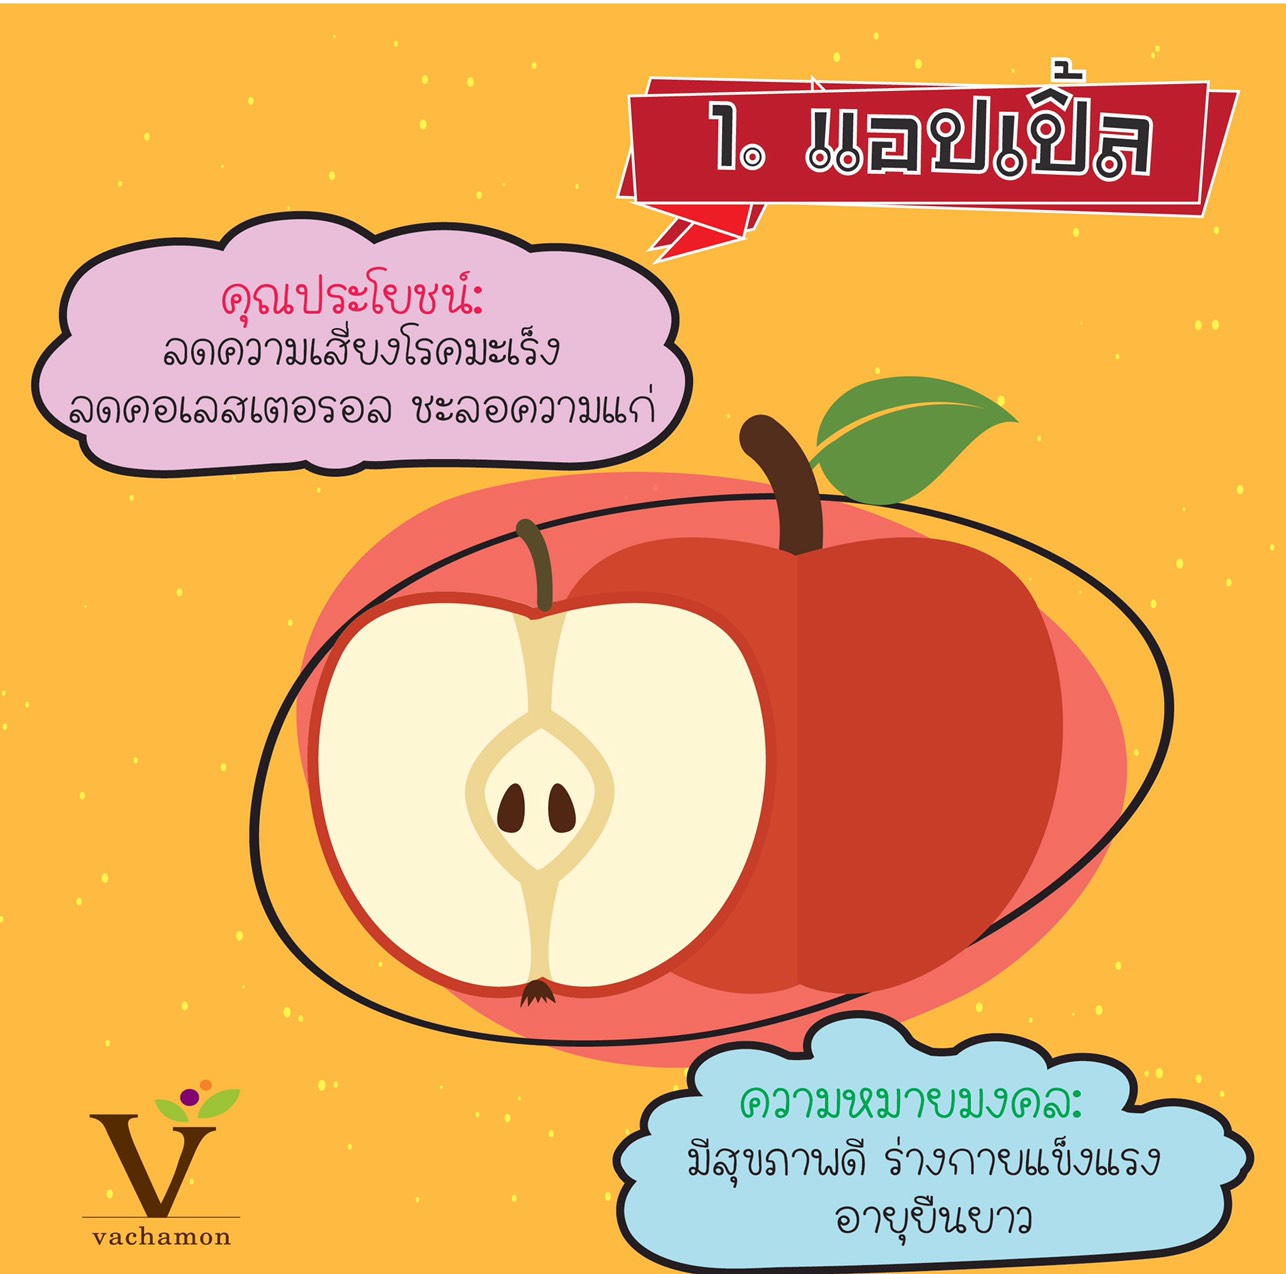 1. แอปเปิ้ล
คุณประโยชน์:
ลดความเสี่ยงโรคมะเร็ง
ลดคอเลสเตอรอล ชะลอความแก่
ความหมายมงคล:
มีสุขภาพดี ร่างกายแข็งแรง
อายุยืนยาว
V
vachamon